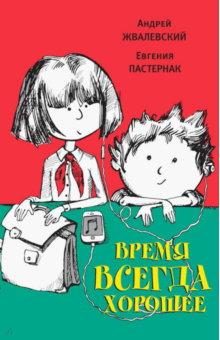 Андрей
ЖВАЛЕВСКИЙ
Евгения
ПАСТЕРНАК
ВРЕМЯ
ВСЕГДА
ХОРОШЕЕ